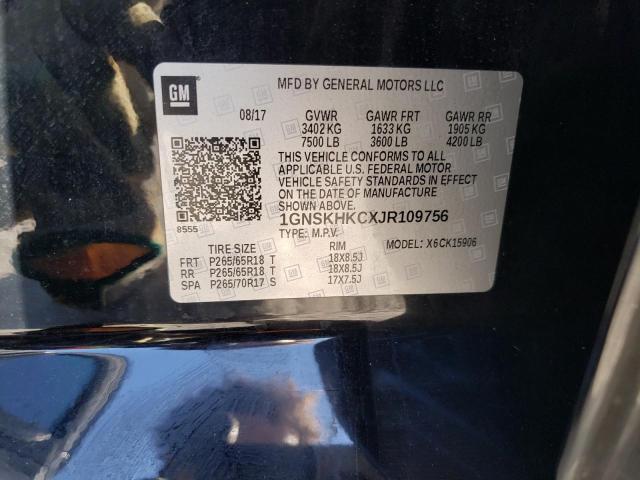 GM
MFD BY GENERAL MOTORS LLC
08/17 GVWR GAWR FRT GAWR RR
3402 KG 1633 KG 1905 KG
7500 LB 3600 LB 4200 LB
THIS VEHICLE CONFORMS TO ALL
APPLICABLE U.S. FEDERAL MOTOR
VEHICLE SAFETY STANDARDS IN EFFECT
ON THE DATE OF MANUFACTURE
SHOWN ABOVE.
8555 1GNSKHKCXJR109756
TYPE: M.P.V. MODEL: X6CK15906
TIRE SIZE RIM
FRT P265/65R18 T 18X8.5J
RR P265/65R18 T 18X8.5J
SPA P265/70R17 S 17X7.5J